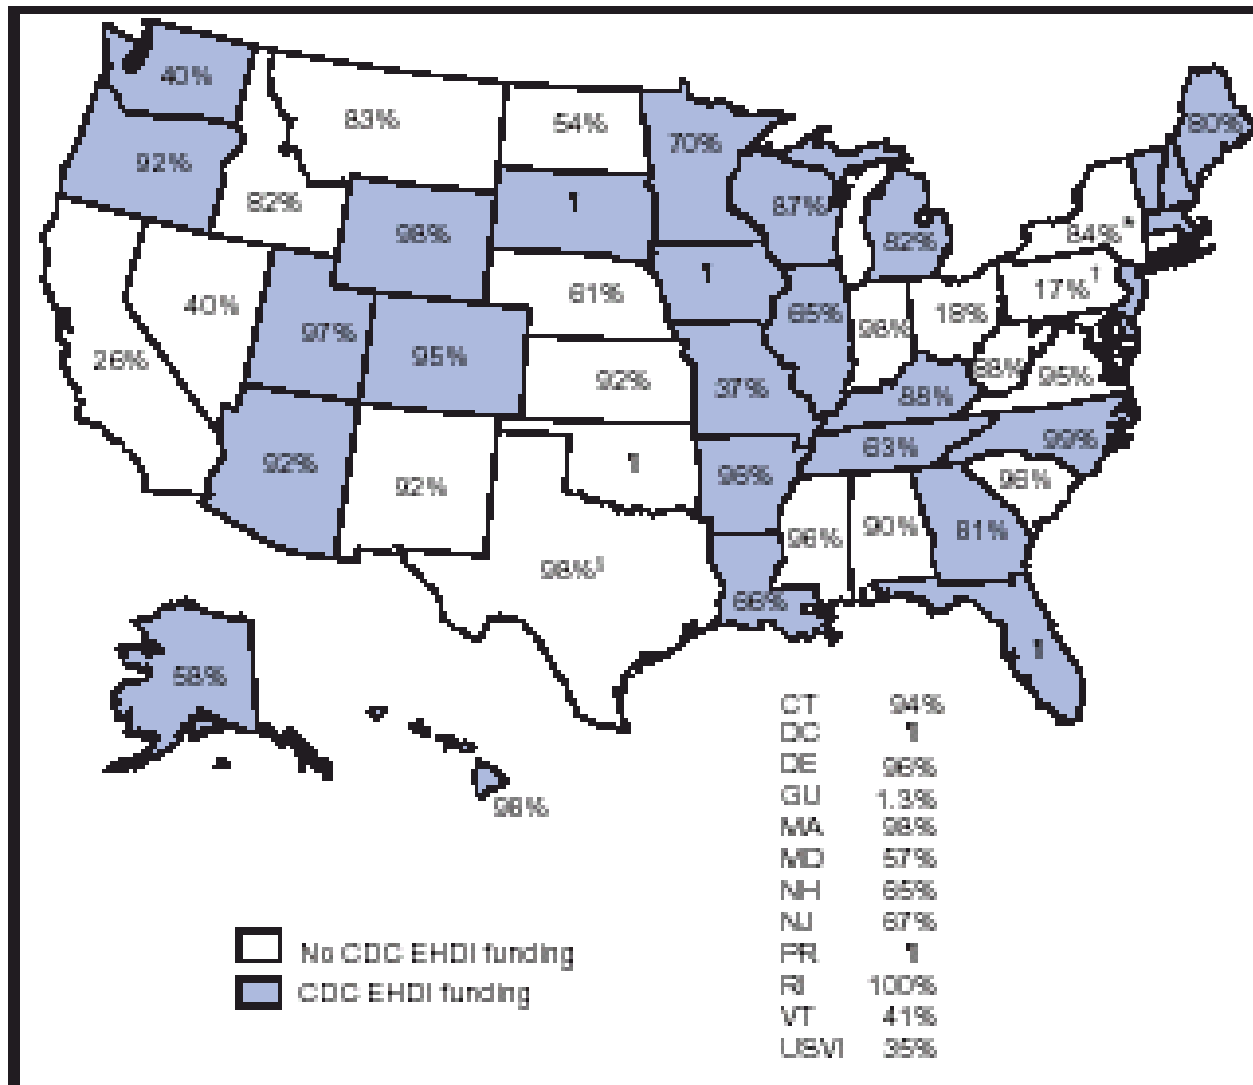 40%
83%
54%
70%
80%
92%
82%
98%
1
87%
82%
84%*
40%
97%
95%
61%
1
65%
98%
18%
17%†
26%
92%
37%
88%
95%
92%
92%
1
96%
63%
99%
96%
98%§
96%
90%
81%
66%
58%
98%
1
CT 94%
DC 1
DE 96%
GU 1.3%
MA 98%
MD 57%
NH 65%
NJ 67%
PR 1
RI 100%
VT 41%
USVI 35%
No CDC EHDI funding
CDC EHDI funding